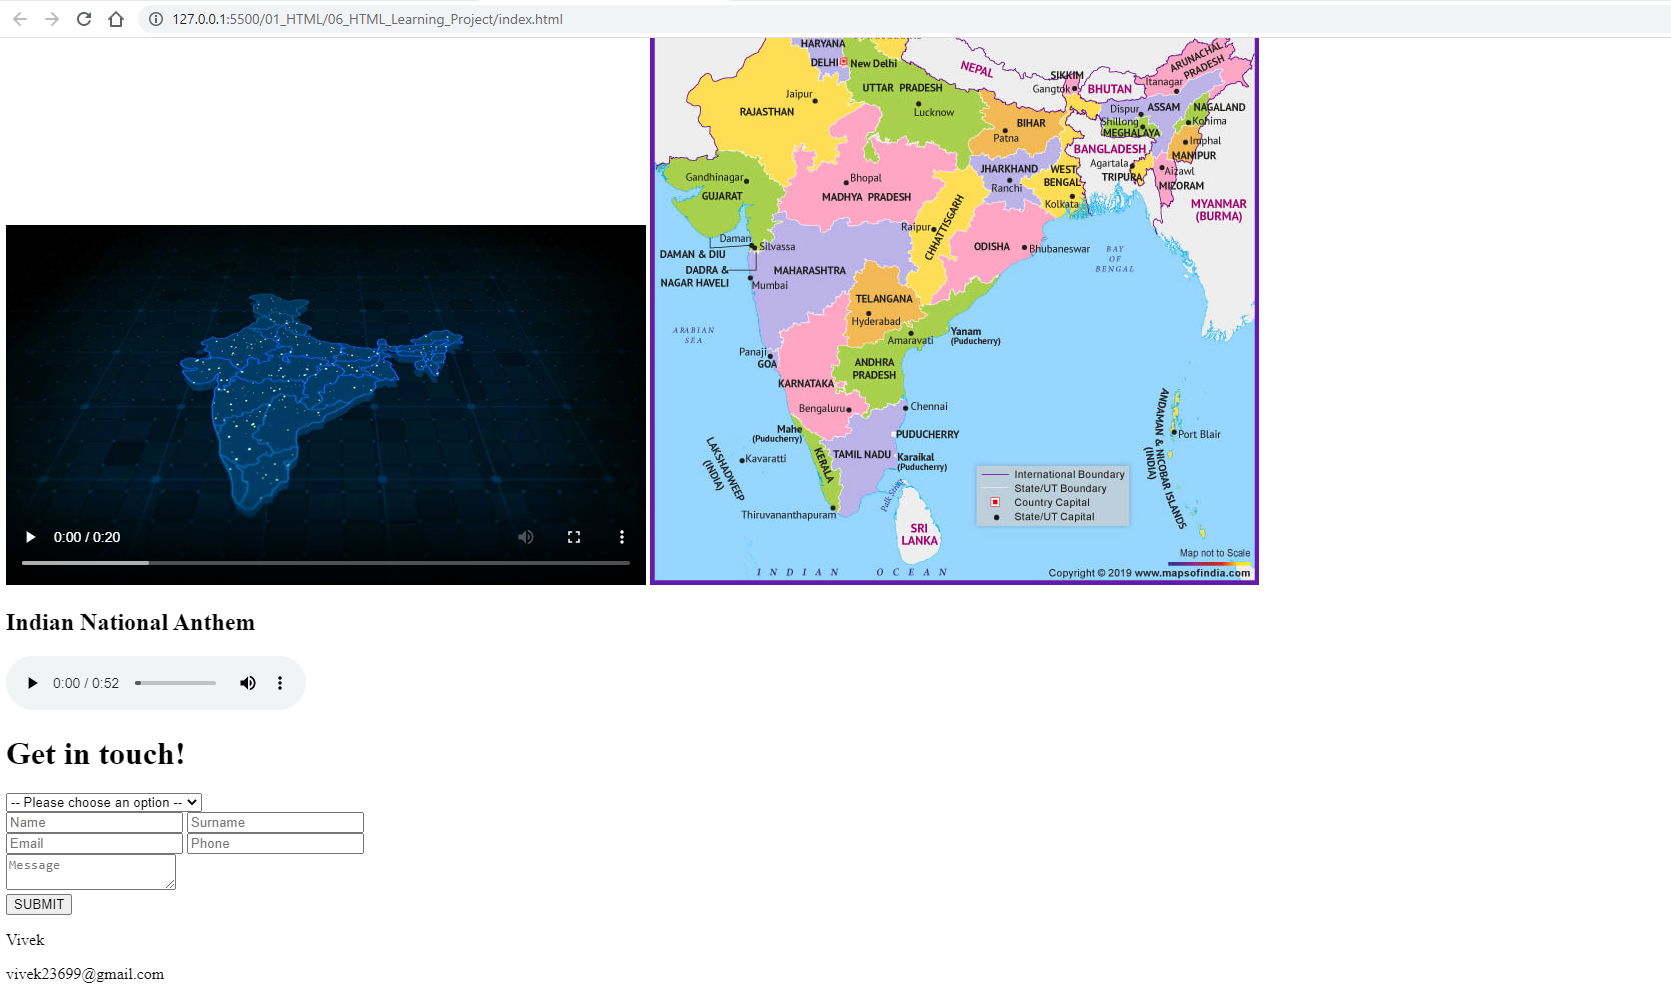 127.0.0.1:5500/01_HTML/06_HTML_Learning_Project/index.html
HARYANA
DELHI
New Delhi
NEPAL
SIKKIM
Gangtok
BHUTAN
ARUNACHAL
PRADESH
Itanagar
Jaipur
RAJASTHAN
UTTAR PRADESH
Lucknow
BIHAR
Patna
Dispur
ASSAM
NAGALAND
Shillong
MEGHALAYA
Kohima
Imphal
MANIPUR
BANGLADESH
Agartala
TRIPURA
Aizawl
MIZORAM
MYANMAR
(BURMA)
Gandhinagar
GUJARAT
Bhopal
MADHYA PRADESH
JHARKHAND
Ranchi
WEST
BENGAL
Kolkata
Raipur
CHHATTISGARH
ODISHA
Bhubaneswar
BAY
OF
BENGAL
Daman
Silvassa
DAMAN & DIU
DADRA &
NAGAR HAVELI
MAHARASHTRA
Mumbai
TELANGANA
Hyderabad
ARABIAN
SEA
Amaravati
Yanam
(Puducherry)
Panaji
GOA
ANDHRA
PRADESH
KARNATAKA
Bengaluru
Chennai
Mahe
(Puducherry)
PUDUCHERRY
KERALA
TAMIL NADU
Karaikal
(Puducherry)
LAKSHADWEEP
(INDIA)
Kavaratti
ANDAMAN & NICOBAR ISLANDS
(INDIA)
Port Blair
Thiruvananthapuram
Palk Strait
SRI
LANKA
International Boundary
State/UT Boundary
Country Capital
State/UT Capital
Map not to Scale
INDIAN OCEAN
Copyright © 2019 www.mapsofindia.com
0:00 / 0:20
Indian National Anthem
0:00 / 0:52
Get in touch!
-- Please choose an option --
Name
Surname
Email
Phone
Message
SUBMIT
Vivek
vivek23699@gmail.com